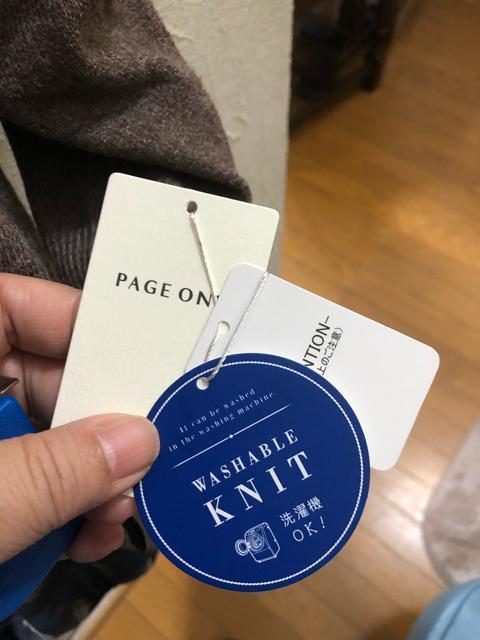 PAGE ON
NTION–
上のご注意)
It can be washed
in the washing machine.
WASHABLE
KNIT
洗濯機
OK!